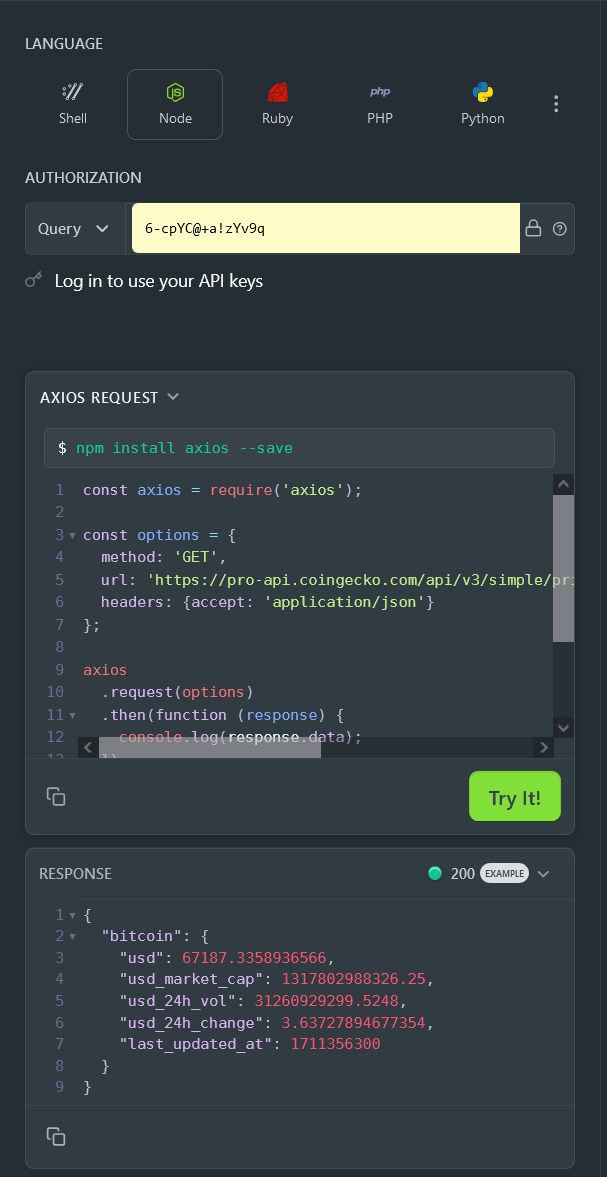 LANGUAGE
Shell Node Ruby PHP Python
php
JS
AUTHORIZATION
Query 6-cpYC@+a!zYv9q
Log in to use your API keys
AXIOS REQUEST
$ npm install axios --save
1 const axios = require('axios');
2
3 const options = {
4 method: 'GET',
5 url: 'https://pro-api.coingecko.com/api/v3/simple/pri
6 headers: {accept: 'application/json'}
7 };
8
9 axios
10 .request(options)
11 .then(function (response) {
12 console.log(response.data);
13 })
Try It!
RESPONSE 200 EXAMPLE
1 {
2 "bitcoin": {
3 "usd": 67187.3358936566,
4 "usd_market_cap": 1317802988326.25,
5 "usd_24h_vol": 31260929299.5248,
6 "usd_24h_change": 3.63727894677354,
7 "last_updated_at": 1711356300
8 }
9 }